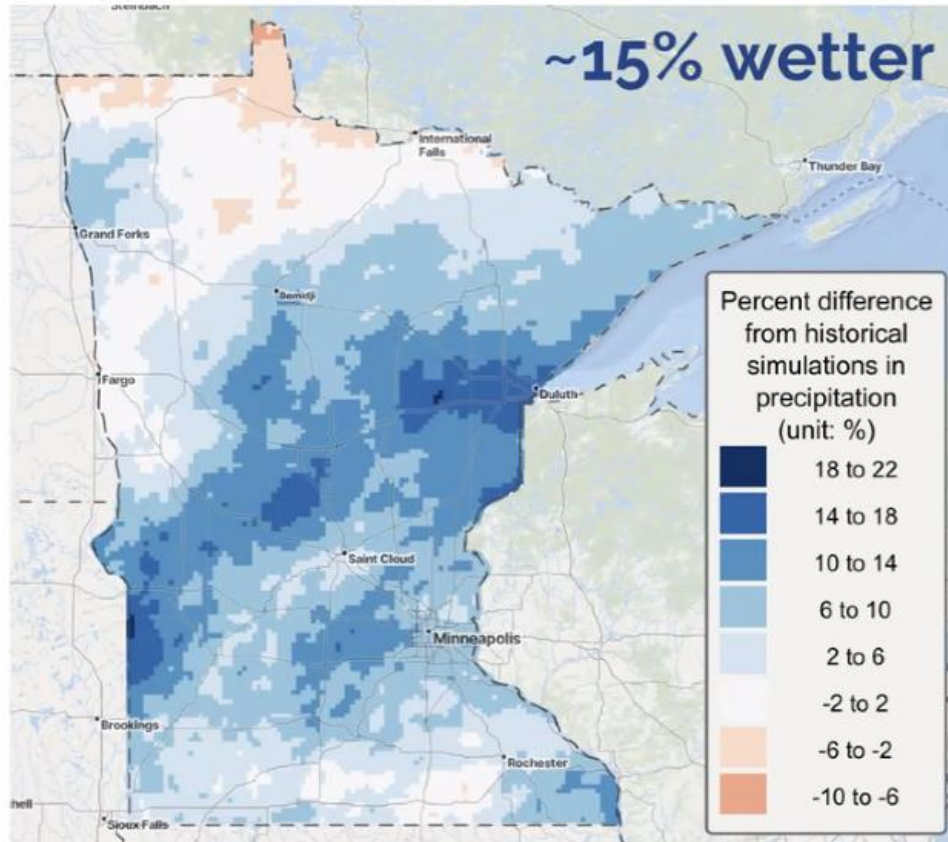 Steinbach
~15% wetter
International
Falls
Thunder Bay
Grand Forks
Bemidji
Fargo
Duluth
Saint Cloud
Minneapolis
Brookings
Rochester
hell
Sioux Falls
Percent difference
from historical
simulations in
precipitation
(unit: %)
18 to 22
14 to 18
10 to 14
6 to 10
2 to 6
-2 to 2
-6 to -2
-10 to -6